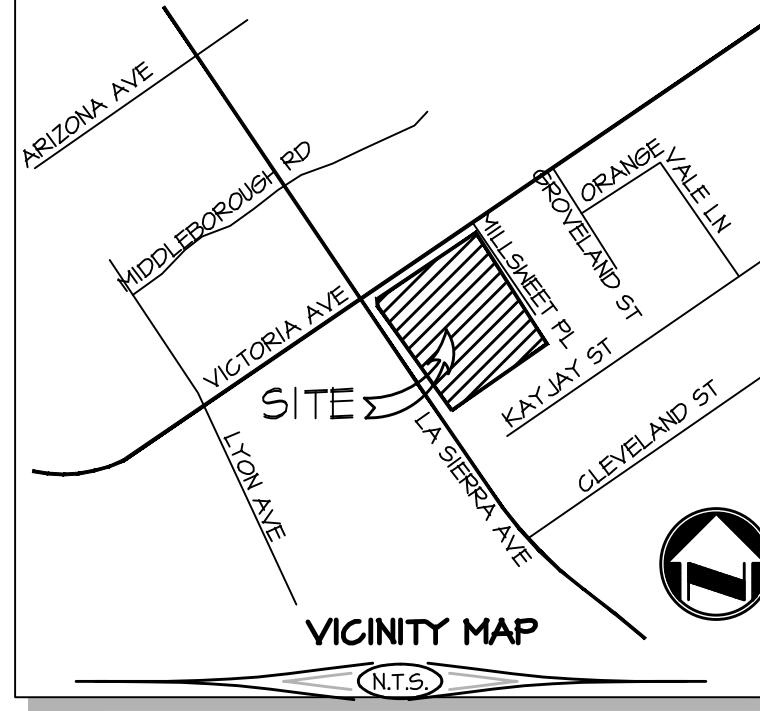 ARIZONA AVE
MIDDLEBOROUGH RD
ORANGE
VALE LN
GROVELAND ST
MILLSWEET PL
VICTORIA AVE
SITE
KAYJAY ST
LA SIERRA AVE
CLEVELAND ST
LYON AVE
N
VICINITY MAP
N.T.S.